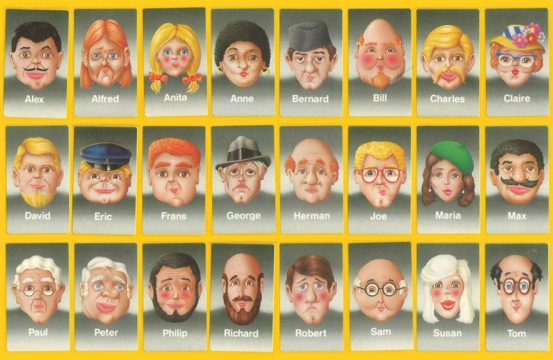 Alex Alfred Anita Anne Bernard Bill Charles Claire
David Eric Frans George Herman Joe Maria Max
Paul Peter Philip Richard Robert Sam Susan Tom